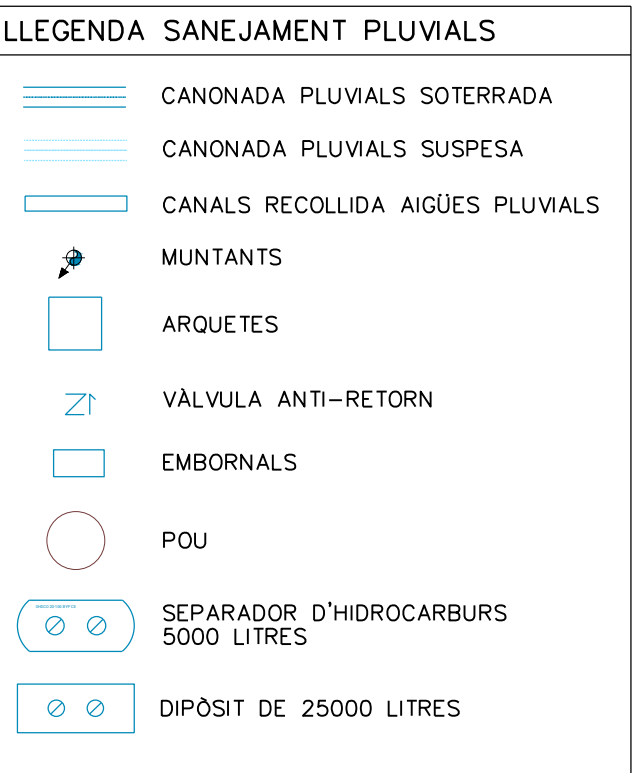 LLEGENDA SANEJAMENT PLUVIALS
CANONADA PLUVIALS SOTERRADA
CANONADA PLUVIALS SUSPESA
CANALS RECOLLIDA AIGÜES PLUVIALS
MUNTANTS
ARQUETES
VÀLVULA ANTI-RETORN
EMBORNALS
POU
SEPARADOR D'HIDROCARBURS
5000 LITRES
DIPÒSIT DE 25000 LITRES